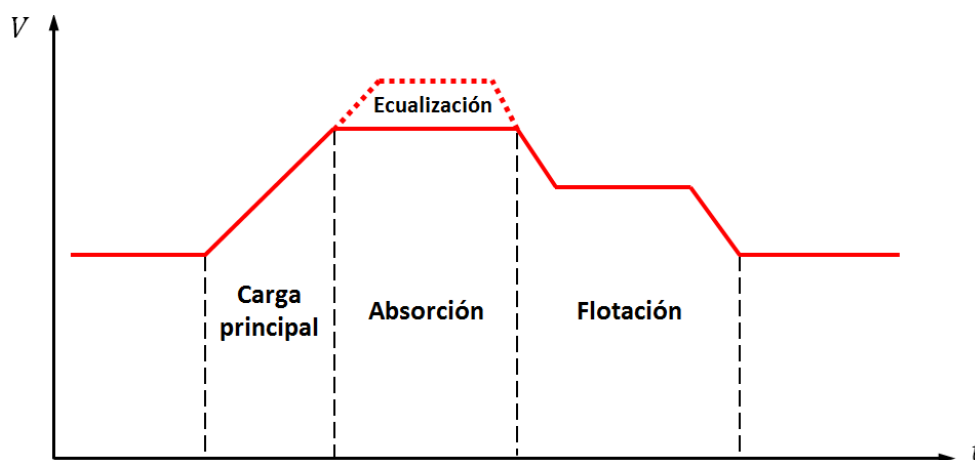 V
Ecualización
Carga
principal
Absorción
Flotación
t